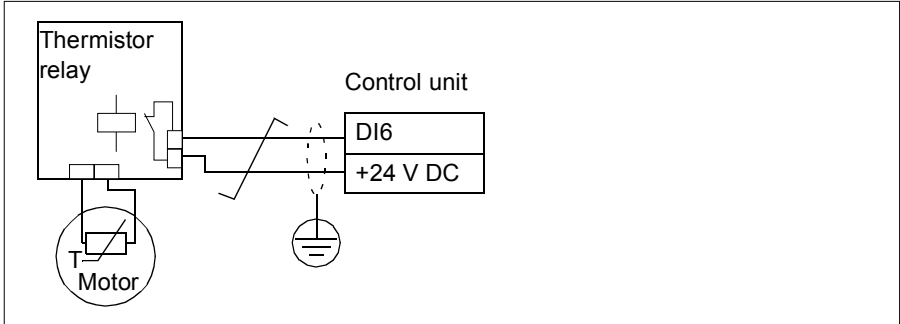 Thermistor
relay
Control unit
DI6
+24 V DC
T
Motor